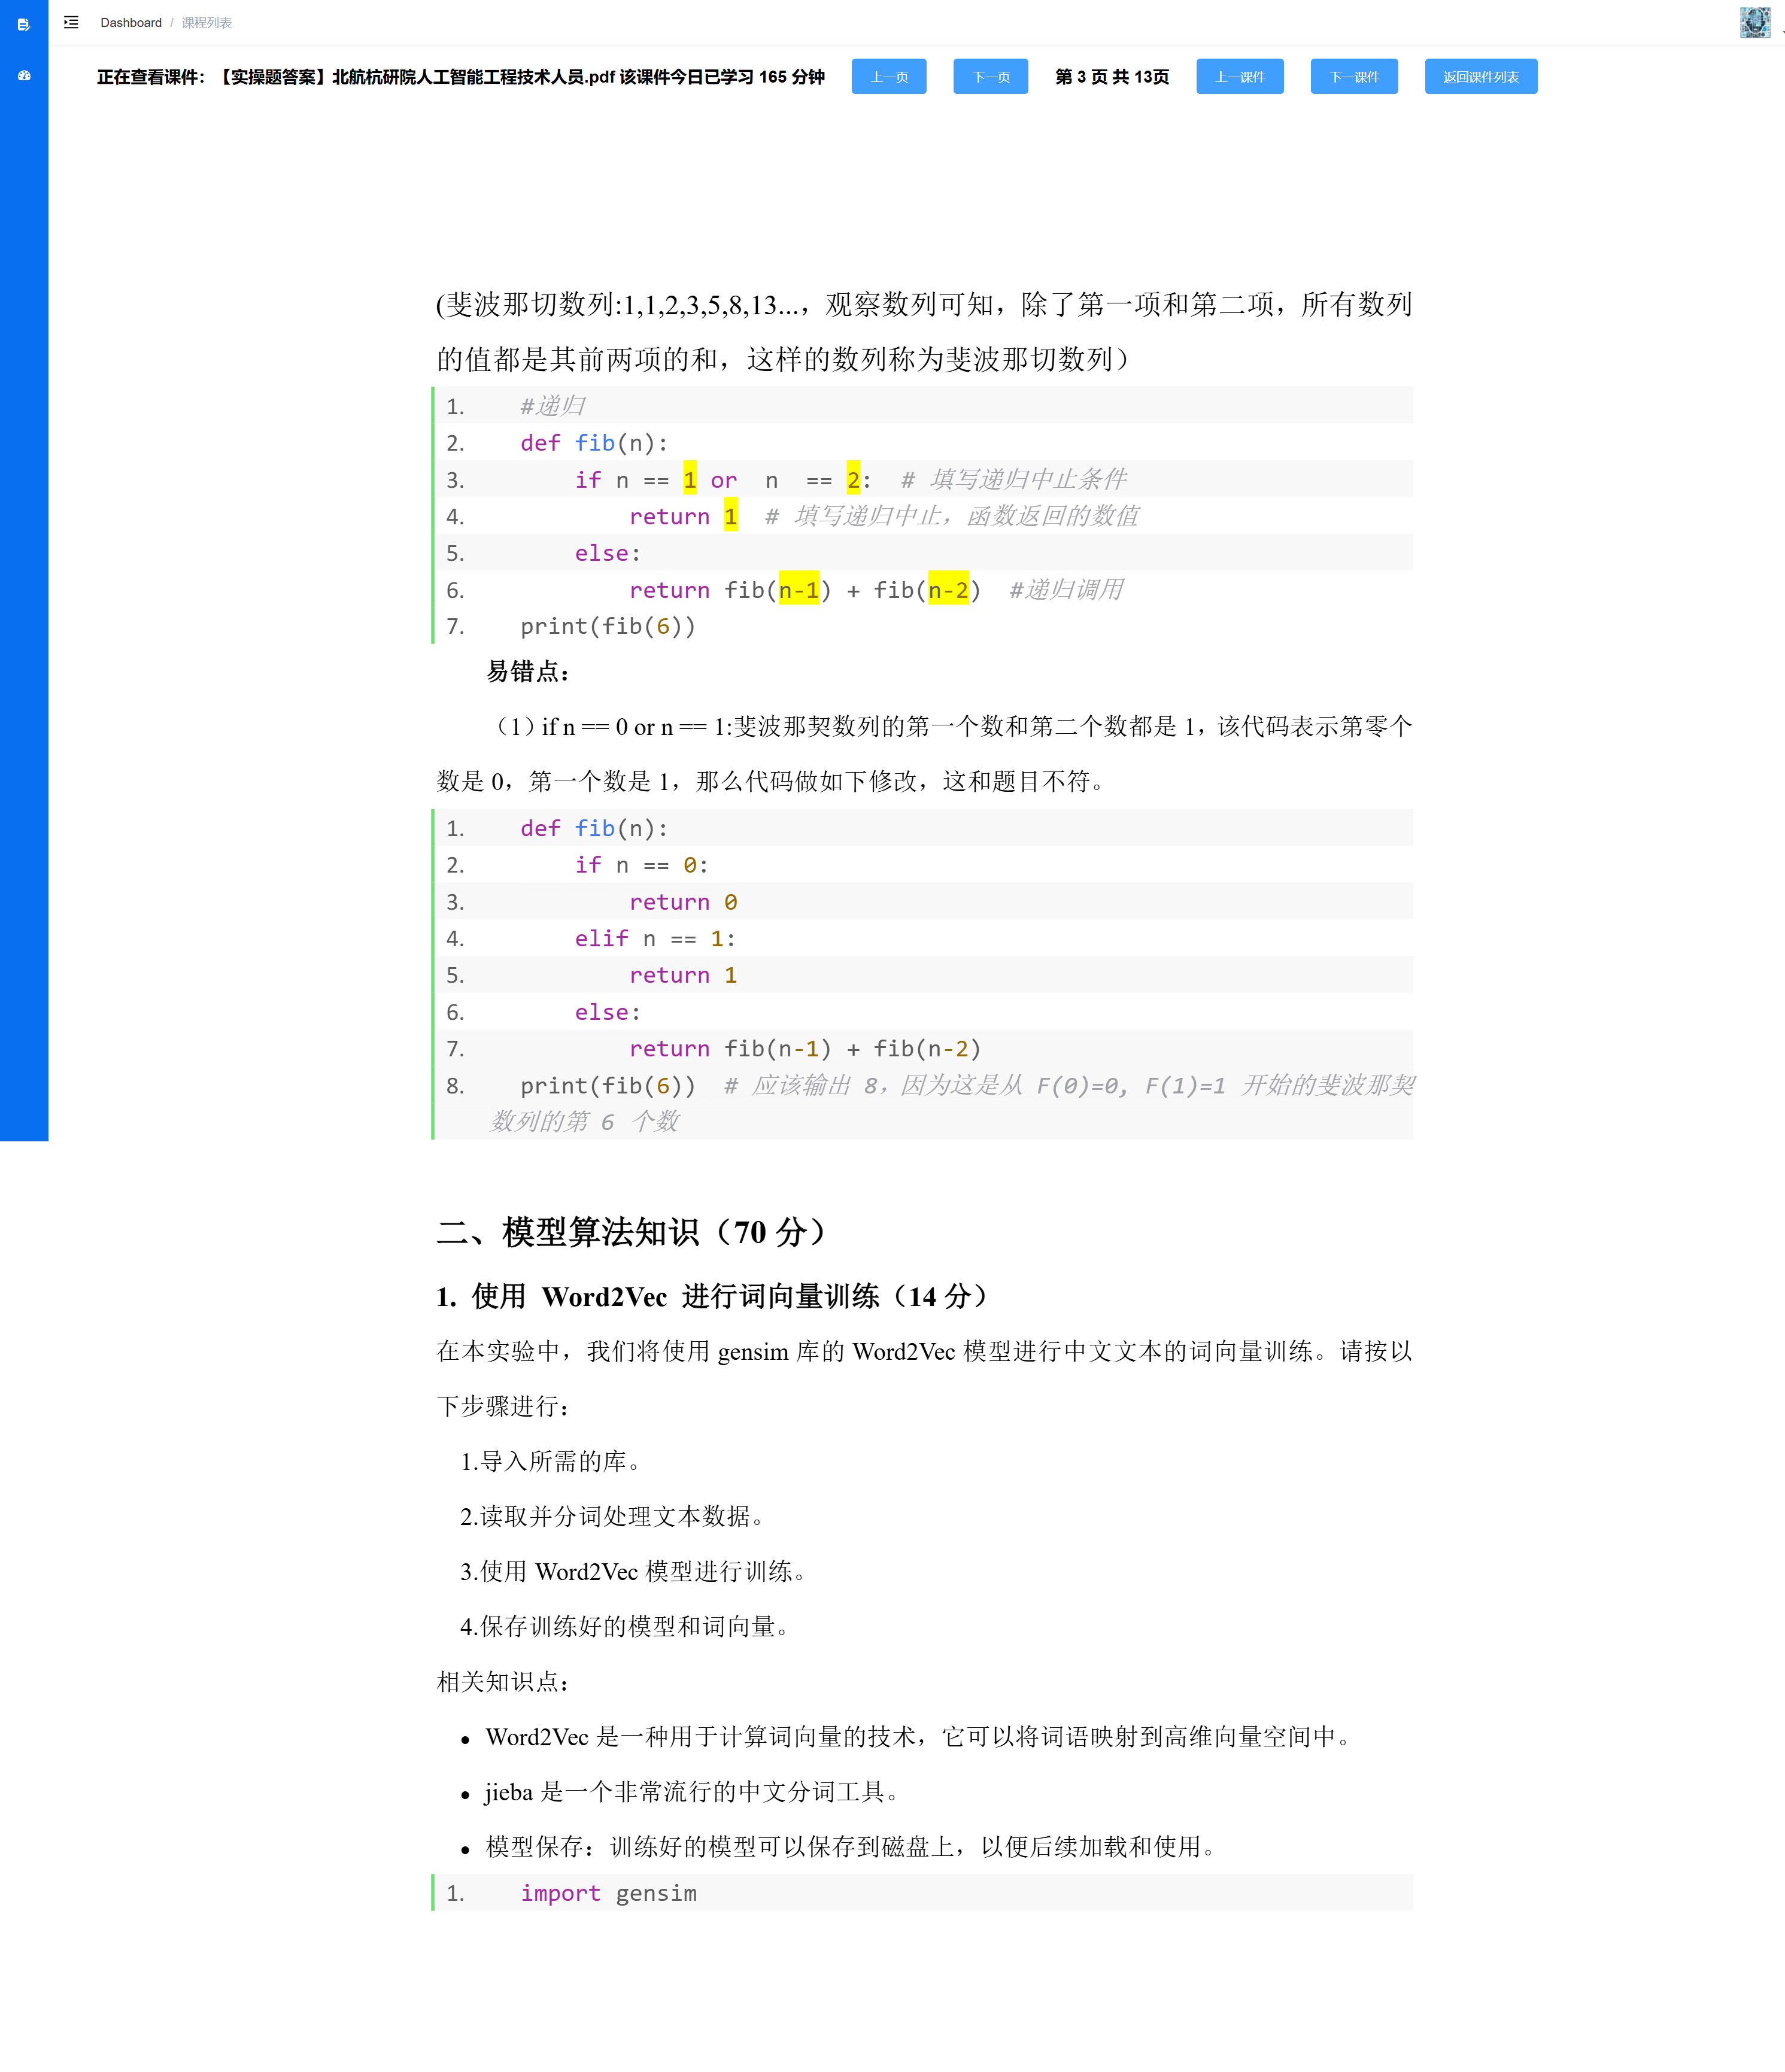 Dashboard / 课程列表
正在查看课件：【实操题答案】北航杭研院人工智能工程技术人员.pdf 该课件今日已学习 165 分钟 上一页 下一页 第 3 页 共 13页 上一课件 下一课件 返回课件列表
(斐波那切数列:1,1,2,3,5,8,13...，观察数列可知，除了第一项和第二项，所有数列
的值都是其前两项的和，这样的数列称为斐波那切数列）
1. #递归
2. def fib(n):
3.     if n == 1 or  n  == 2:  # 填写递归中止条件
4.         return 1  # 填写递归中止，函数返回的数值
5.     else:
6.         return fib(n-1) + fib(n-2)  #递归调用
7. print(fib(6))
易错点：
（1）if n == 0 or n == 1:斐波那契数列的第一个数和第二个数都是 1，该代码表示第零个
数是 0，第一个数是 1，那么代码做如下修改，这和题目不符。
1. def fib(n):
2.     if n == 0:
3.         return 0
4.     elif n == 1:
5.         return 1
6.     else:
7.         return fib(n-1) + fib(n-2)
8. print(fib(6))  # 应该输出 8，因为这是从 F(0)=0, F(1)=1 开始的斐波那契
数列的第 6 个数
二、模型算法知识（70 分）
1. 使用 Word2Vec 进行词向量训练（14 分）
在本实验中，我们将使用 gensim 库的 Word2Vec 模型进行中文文本的词向量训练。请按以
下步骤进行：
1.导入所需的库。
2.读取并分词处理文本数据。
3.使用 Word2Vec 模型进行训练。
4.保存训练好的模型和词向量。
相关知识点：
● Word2Vec 是一种用于计算词向量的技术，它可以将词语映射到高维向量空间中。
● jieba 是一个非常流行的中文分词工具。
● 模型保存：训练好的模型可以保存到磁盘上，以便后续加载和使用。
1. import gensim